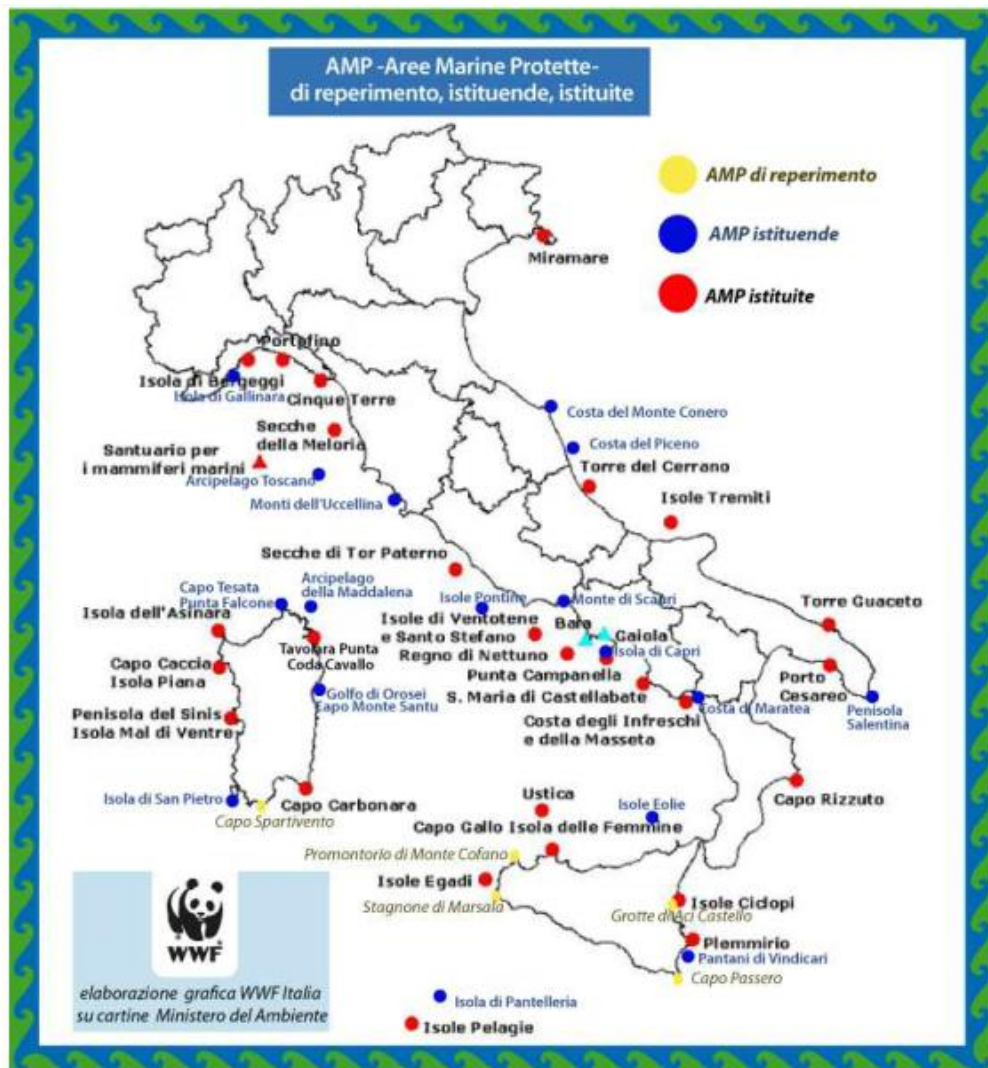 AMP -Aree Marine Protette-
di reperimento, istituende, istituite
AMP di reperimento
AMP istituende
AMP istituite
Miramare
Portofino
Isola di Bergeggi
Isola di Gallinara
Cinque Terre
Secche
della Meloria
Santuario per
i mammiferi marini
Arcipelago Toscano
Monti dell'Uccellina
Costa del Monte Conero
Costa del Piceno
Torre del Cerrano
Isole Tremiti
Secche di Tor Paterno
Capo Tesata
Punta Falcone
Arcipelago
della Maddalena
Isola dell'Asinara
Tavolara Punta
Coda Cavallo
Capo Caccia
Isola Piana
Golfo di Orosei
Capo Monte Santu
Penisola del Sinis
Isola Mal di Ventre
Isola di San Pietro
Capo Carbonara
Capo Spartivento
Isole Pontine
Monte di Scauri
Isole di Ventotene
e Santo Stefano
Baia
Gaiola
Regno di Nettuno
Isola di Capri
Punta Campanella
S. Maria di Castellabate
Costa di Maratea
Costa degli Infreschi
e della Masseta
Torre Guaceto
Porto
Cesareo
Penisola
Salentina
Capo Rizzuto
Ustica
Isole Eolie
Capo Gallo Isola delle Femmine
Promontorio di Monte Cofano
Isole Egadi
Stagnone di Marsala
Isole Ciclopi
Grotte di Aci Castello
Plemmirio
Pantani di Vindicari
Capo Passero
Isola di Pantelleria
Isole Pelagie
WWF
elaborazione grafica WWF Italia
su cartine Ministero del Ambiente